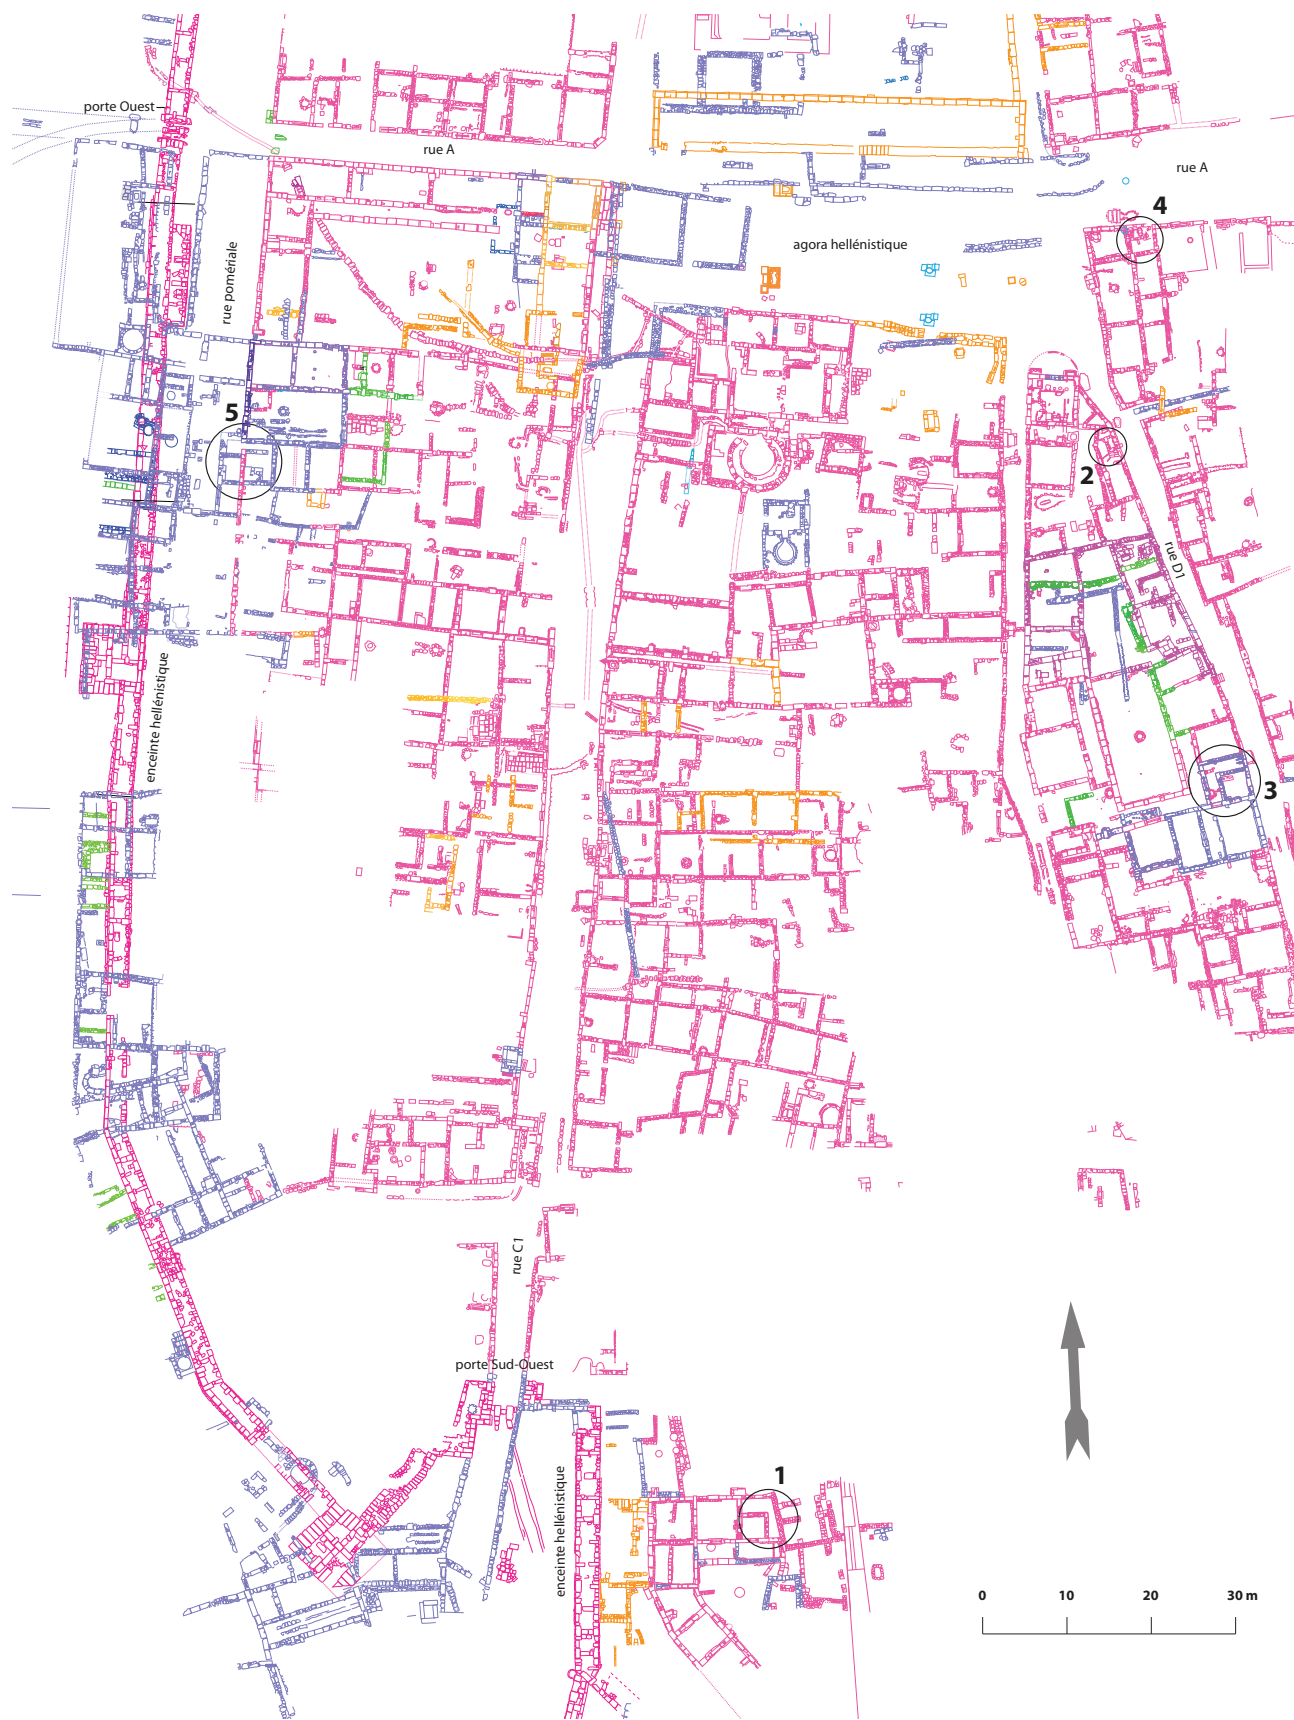 porte Ouest
rue A
rue A
4
agora hellénistique
rue pomériale
5
2
rue D1
enceinte hellénistique
3
rue C1
porte Sud-Ouest
enceinte hellénistique
1
0 10 20 30 m